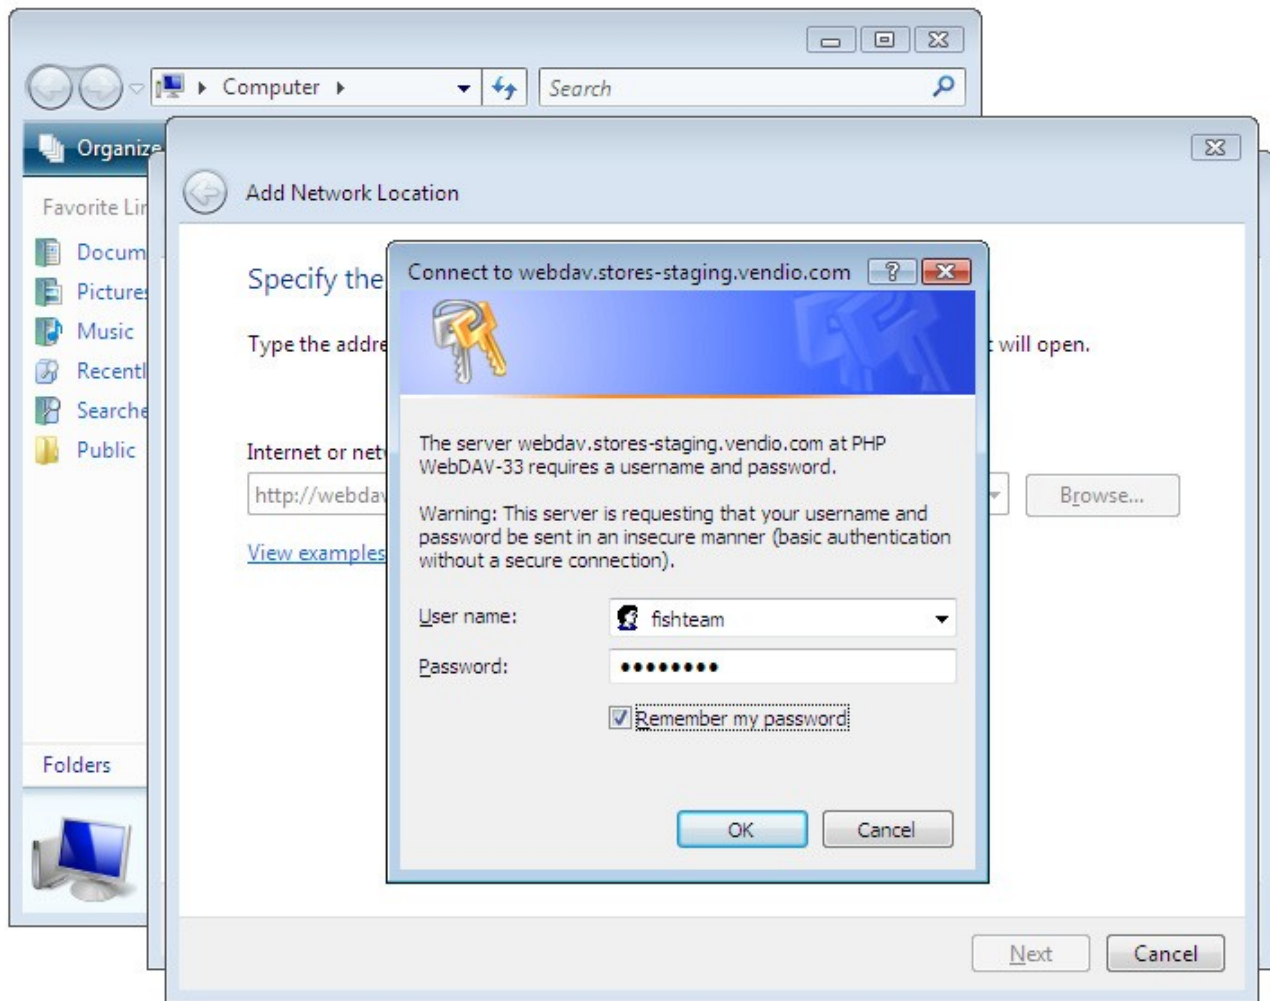 Computer
Search
Organize
Add Network Location
Favorite Lin
Docum
Pictures
Music
Recentl
Searche
Public
Folders
Specify the
Type the addre
t will open.
Internet or net
http://webdav
Browse...
View examples
Connect to webdav.stores-staging.vendio.com
The server webdav.stores-staging.vendio.com at PHP
WebDAV-33 requires a username and password.
Warning: This server is requesting that your username and
password be sent in an insecure manner (basic authentication
without a secure connection).
User name:
fishteam
Password:
••••••••
Remember my password
OK
Cancel
Next
Cancel